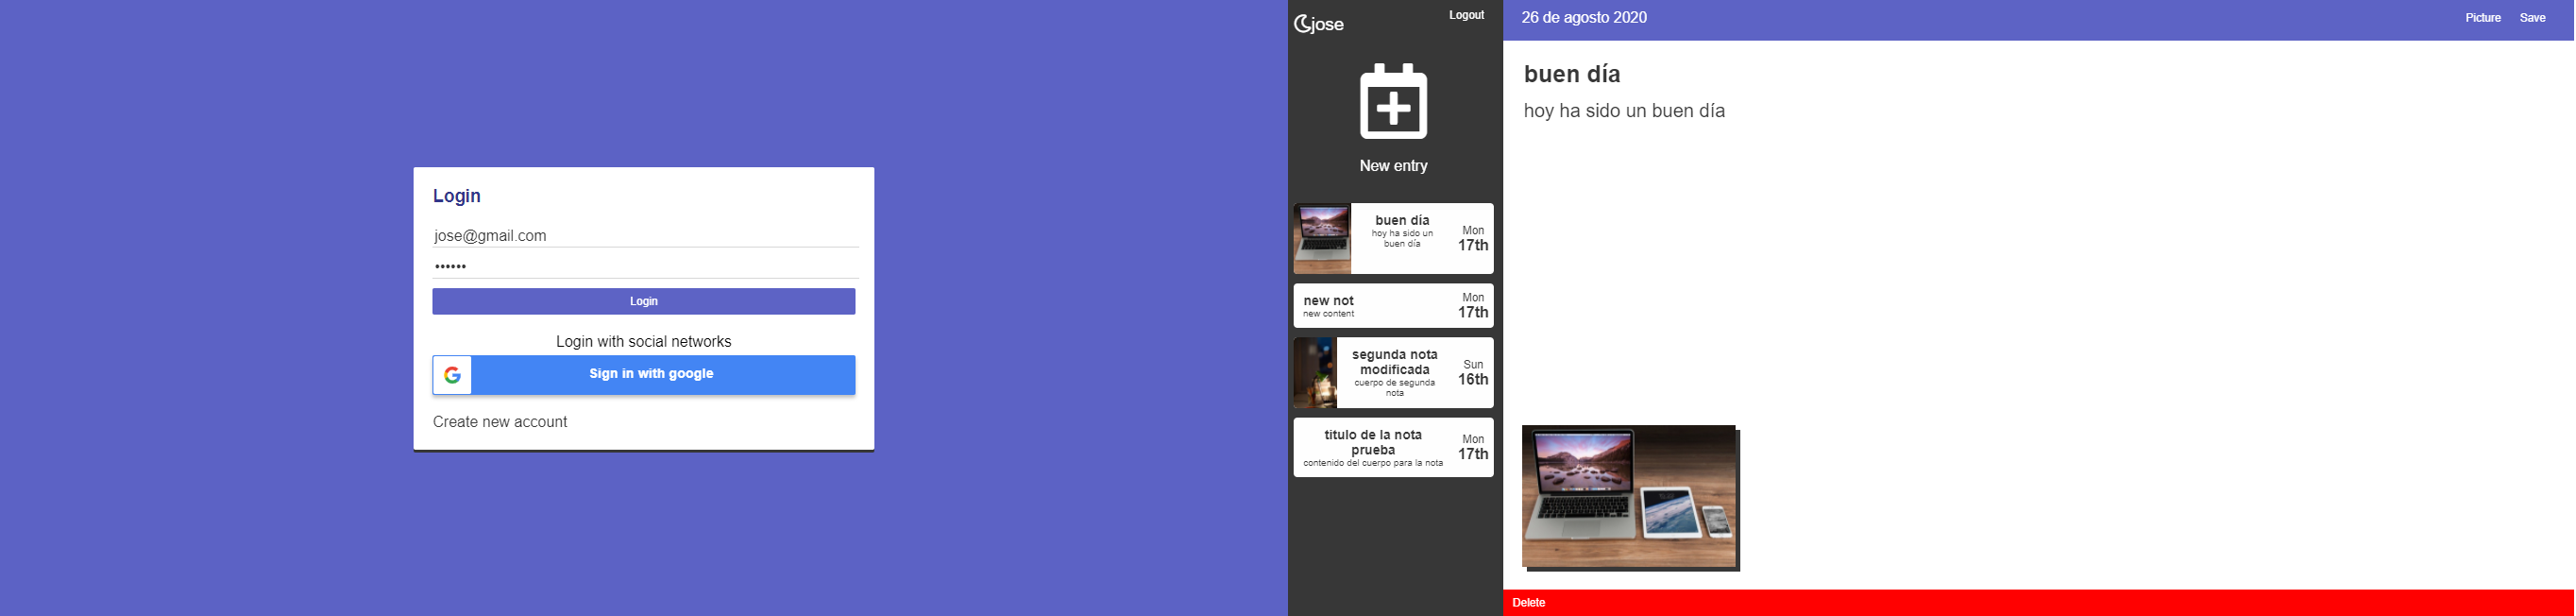 Login
jose@gmail.com
••••••
Login
Login with social networks
Sign in with google
Create new account
jose
Logout
New entry
buen día
hoy ha sido un
buen día
Mon
17th
new not
new content
Mon
17th
segunda nota
modificada
cuerpo de segunda
nota
Sun
16th
titulo de la nota
prueba
contenido del cuerpo para la nota
Mon
17th
26 de agosto 2020
Picture
Save
buen día
hoy ha sido un buen día
Delete